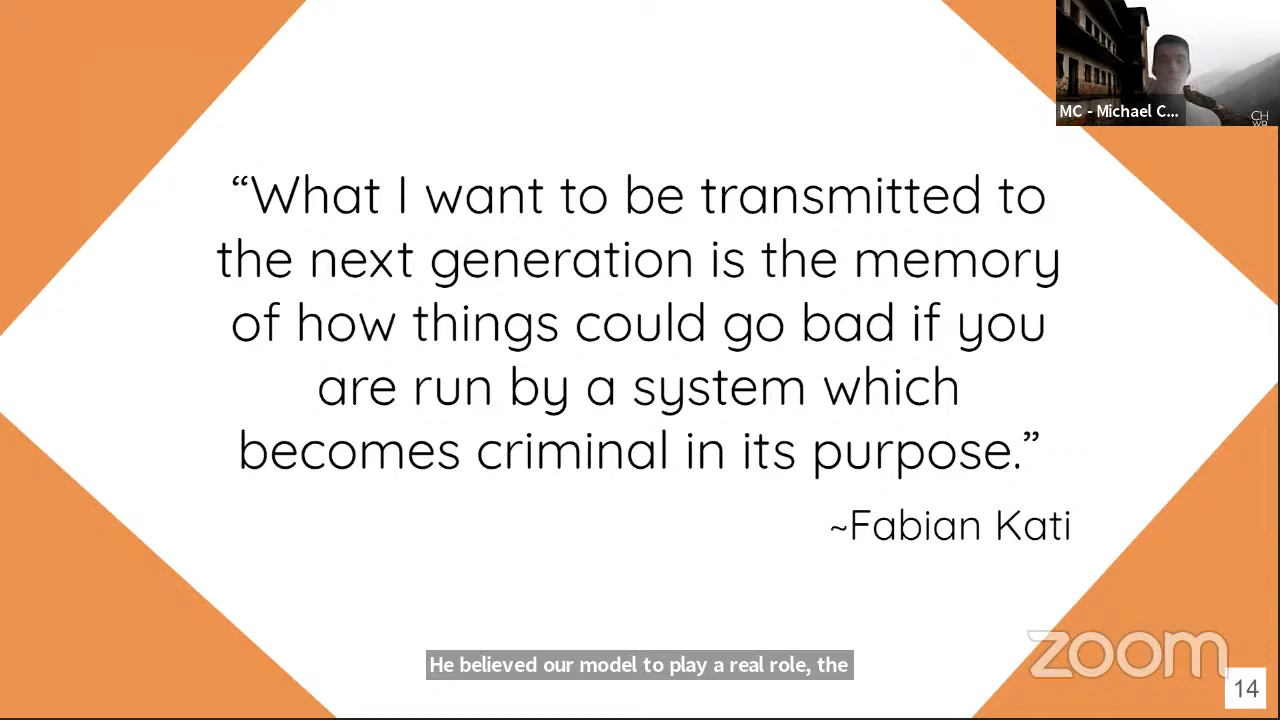 MC - Michael C...
CH
WB
“What I want to be transmitted to
the next generation is the memory
of how things could go bad if you
are run by a system which
becomes criminal in its purpose.”
~Fabian Kati
He believed our model to play a real role, the
zoom
14